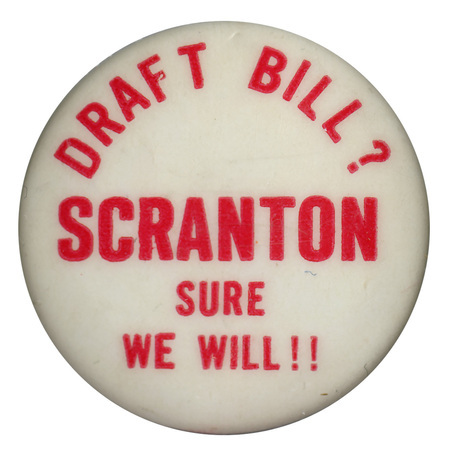 DRAFT BILL?
SCRANTON
SURE
WE WILL!!